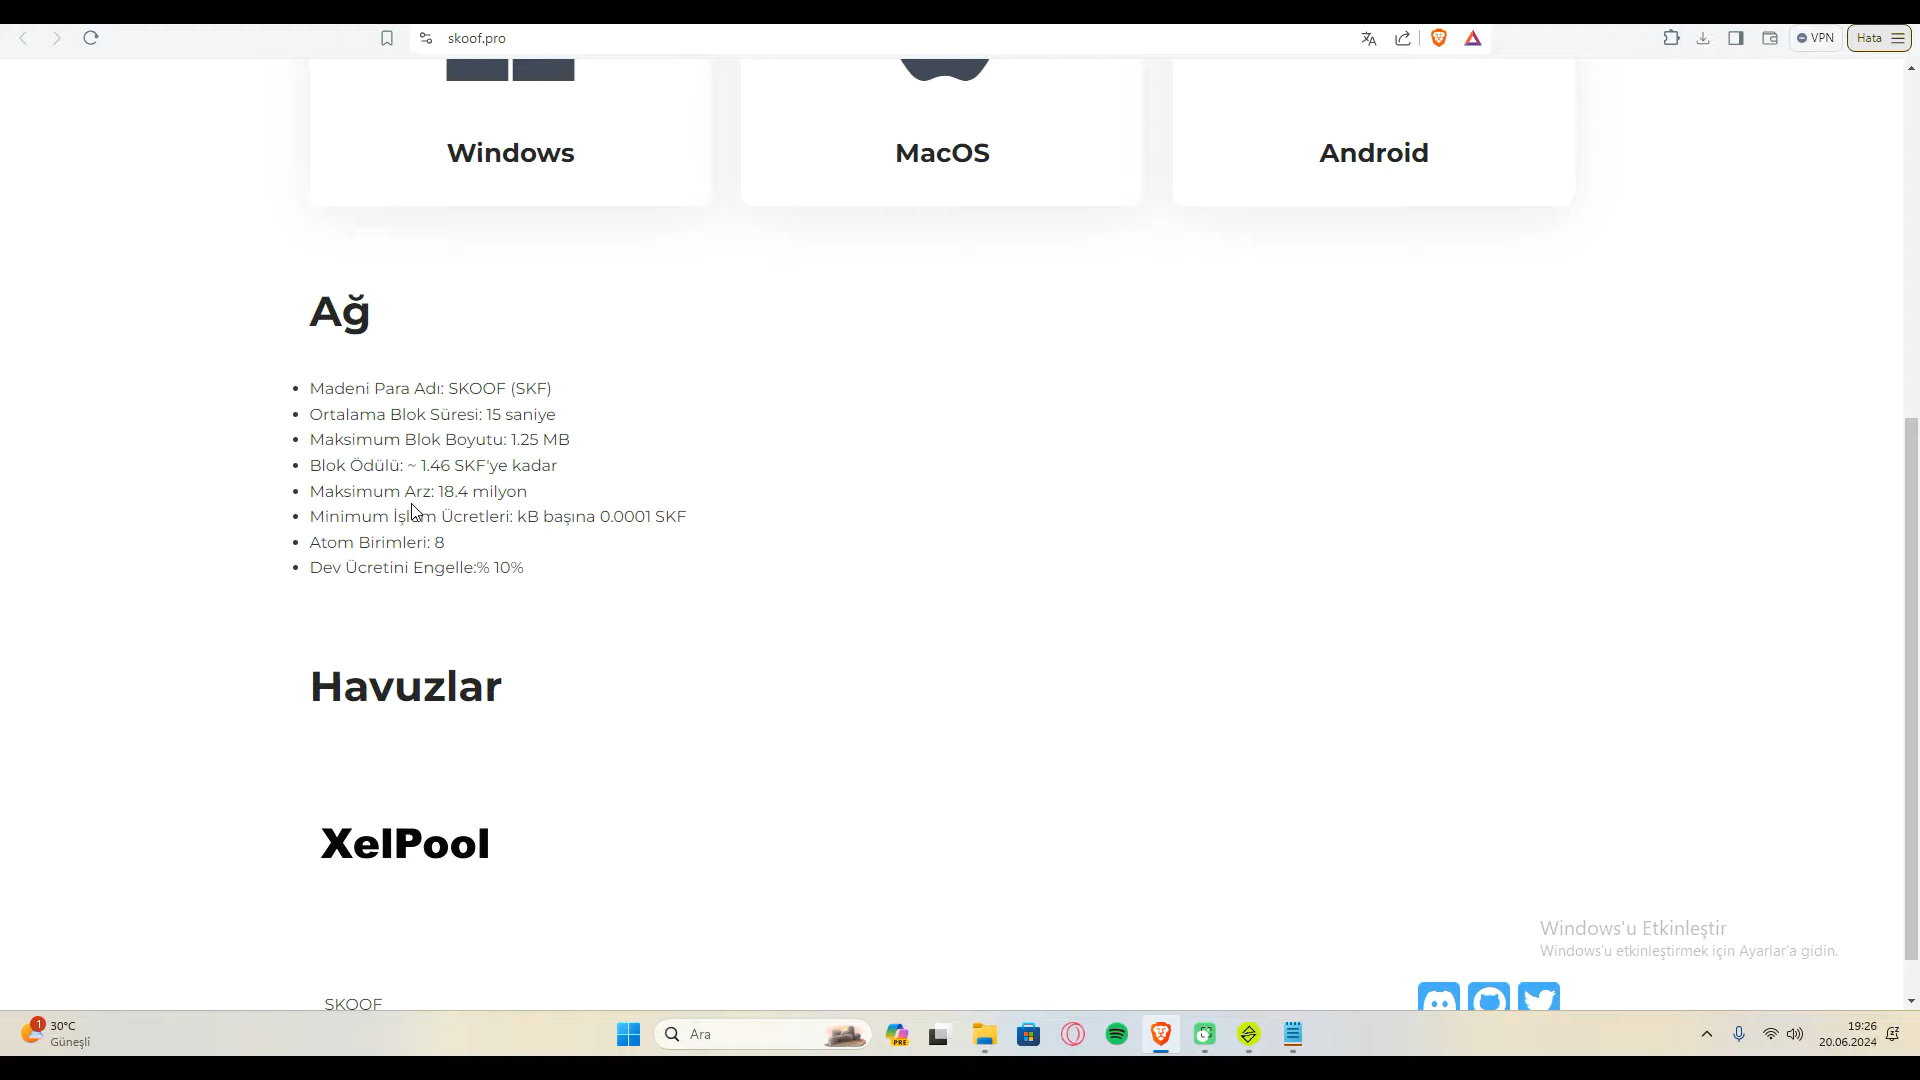 skoof.pro
VPN
Hata
Windows
MacOS
Android
Ağ
Madeni Para Adı: SKOOF (SKF)
Ortalama Blok Süresi: 15 saniye
Maksimum Blok Boyutu: 1.25 MB
Blok Ödülü: ~ 1.46 SKF'ye kadar
Maksimum Arz: 18.4 milyon
Minimum İşlem Ücretleri: kB başına 0.0001 SKF
Atom Birimleri: 8
Dev Ücretini Engelle:% 10%
Havuzlar
XelPool
Windows'u Etkinleştir
Windows'u etkinleştirmek için Ayarlar'a gidin.
SKOOF
1
30°C
Güneşli
Ara
PRE
19:26
20.06.2024